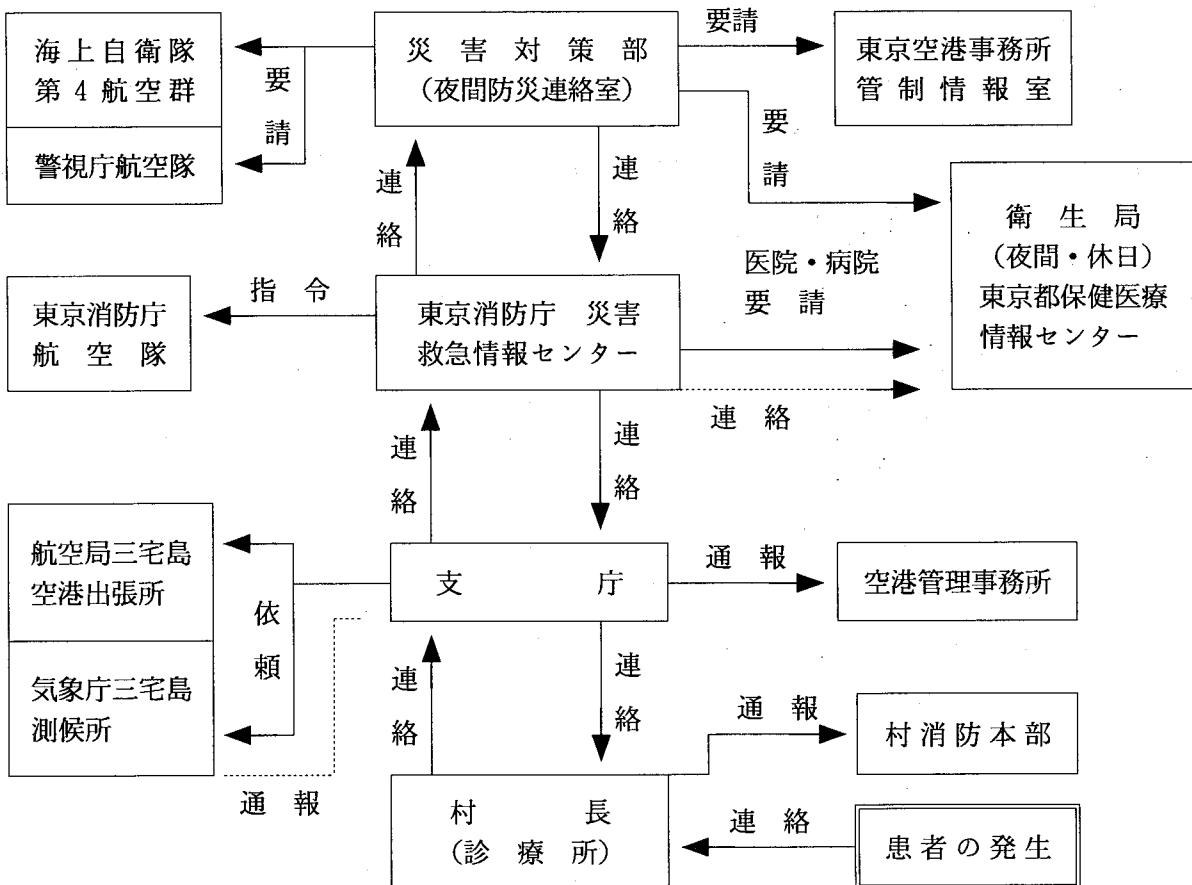 海上自衛隊
第4航空群
警視庁航空隊
要請
災害対策部
(夜間防災連絡室)
要請
東京空港事務所
管制情報室
要請
連絡
連絡
衛生局
(夜間・休日)
東京都保健医療
情報センター
医院・病院
要請
指令
東京消防庁
航空隊
東京消防庁 災害
救急情報センター
連絡
連絡
連絡
航空局三宅島
空港出張所
気象庁三宅島
測候所
依頼
通報
支庁
通報
空港管理事務所
連絡
連絡
通報
村消防本部
村長
(診療所)
連絡
患者の発生